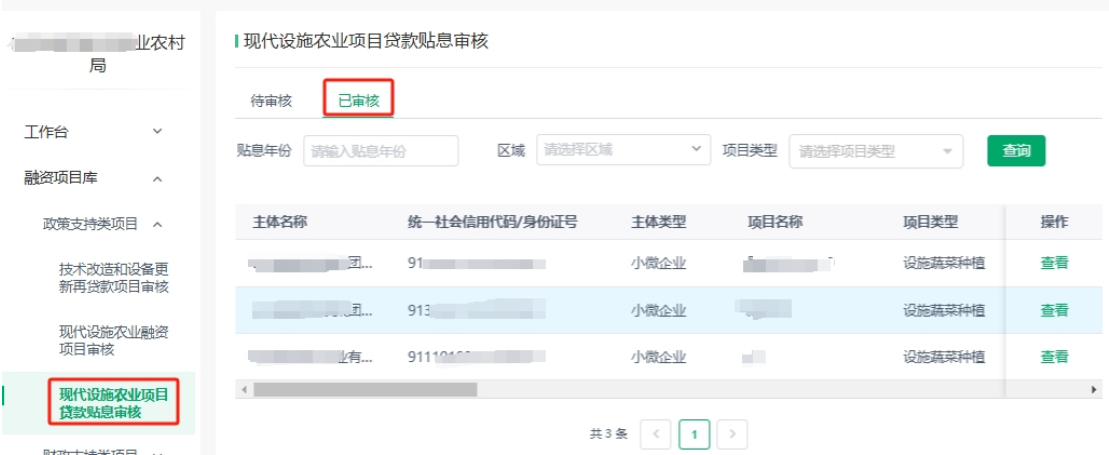 业农村
局
工作台
融资项目库
政策支持类项目
技术改造和设备更
新再贷款项目审核
现代设施农业融资
项目审核
现代设施农业项目
贷款贴息审核
现代设施农业项目贷款贴息审核
待审核 已审核
贴息年份 请输入贴息年份 区域 请选择区域 项目类型 请选择项目类型 查询
主体名称 统一社会信用代码/身份证号 主体类型 项目名称 项目类型 操作
团... 91 小微企业 设施蔬菜种植 查看
团... 913 小微企业 设施蔬菜种植 查看
业有... 91110 小微企业 设施蔬菜种植 查看
共 3 条 < 1 >